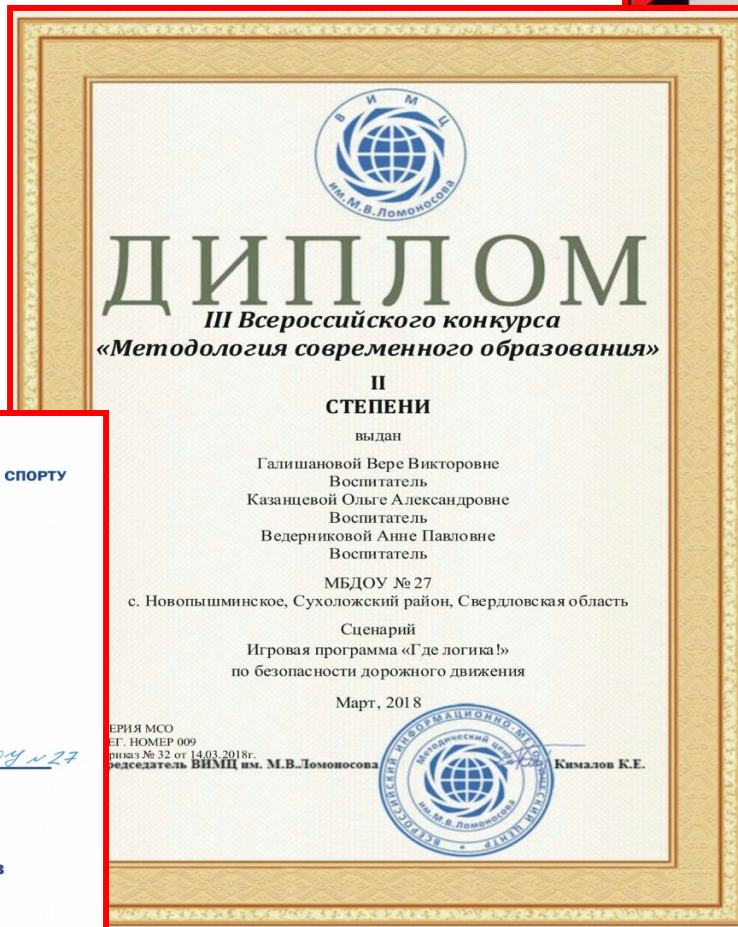 ВИМЦ
им.М.В.Ломоносова
ДИПЛОМ
III Всероссийского конкурса
«Методология современного образования»
II
СТЕПЕНИ
выдан
Галишановой Вере Викторовне
Воспитатель
Казанцевой Ольге Александровне
Воспитатель
Ведерниковой Анне Павловне
Воспитатель
МБДОУ № 27
с. Новопышминское, Сухоложский район, Свердловская область
Сценарий
Игровая программа «Где логика!»
по безопасности дорожного движения
Март, 2018
ЕРИЯ МСО
ЕГ. НОМЕР 009
риказ № 32 от 14.03.2018г.
редседатель ВИМЦ им. М.В.Ломоносова
Кималов К.Е.
ВСЕРОССИЙСКИЙ ИНФОРМАЦИОННО-МЕТОДИЧЕСКИЙ ЦЕНТР
Методический центр
им.М.В.Ломоносова
СПОРТУ
№ 27
в